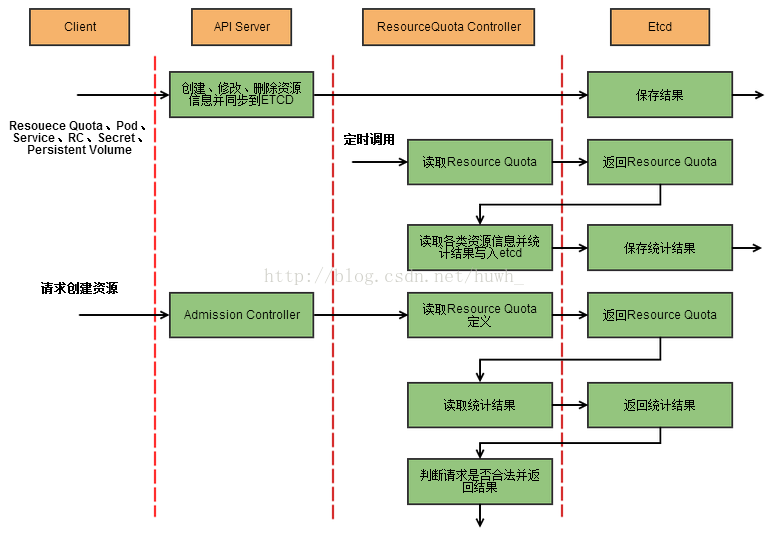 Client
API Server
ResourceQuota Controller
Etcd
创建、修改、删除资源
信息并同步到ETCD
保存结果
Resouece Quota、Pod、
Service、RC、Secret、
Persistent Volume
定时调用
读取Resource Quota
返回Resource Quota
读取各类资源信息并统
计结果写入etcd
保存统计结果
http://blog.csdn.net/huwh_
请求创建资源
Admission Controller
读取Resource Quota
定义
返回Resource Quota
读取统计结果
返回统计结果
判断请求是否合法并返
回结果